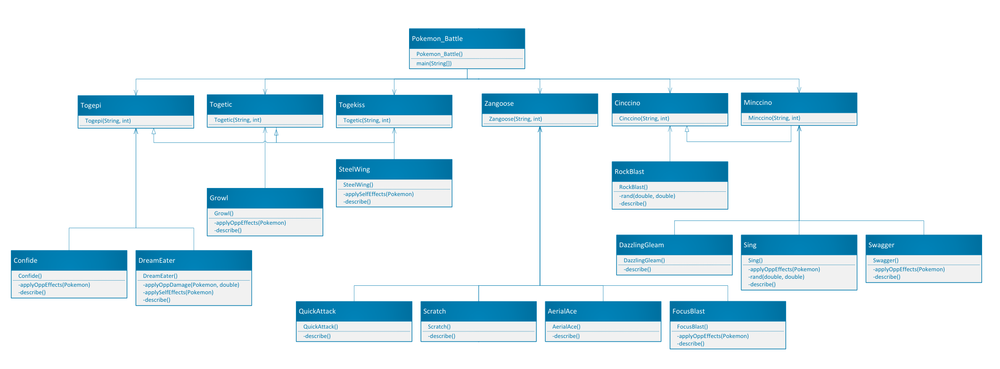 Pokemon_Battle
Pokemon_Battle()
main(String[])
Togepi
Togepi(String, int)
Togetic
Togetic(String, int)
Togekiss
Togetic(String, int)
Zangoose
Zangoose(String, int)
Cinccino
Cinccino(String, int)
Minccino
Minccino(String, int)
SteelWing
SteelWing()
-applySelfEffects(Pokemon)
-describe()
RockBlast
RockBlast()
-rand(double, double)
-describe()
Growl
Growl()
-applyOppEffects(Pokemon)
-describe()
DazzlingGleam
DazzlingGleam()
-describe()
Sing
Sing()
-applyOppEffects(Pokemon)
-rand(double, double)
-describe()
Swagger
Swagger()
-applyOppEffects(Pokemon)
-describe()
Confide
Confide()
-applyOppEffects(Pokemon)
-describe()
DreamEater
DreamEater()
-applyOppDamage(Pokemon, double)
-applySelfEffects(Pokemon)
-describe()
QuickAttack
QuickAttack()
-describe()
Scratch
Scratch()
-describe()
AerialAce
AerialAce()
-describe()
FocusBlast
FocusBlast()
-applyOppEffects(Pokemon)
-describe()